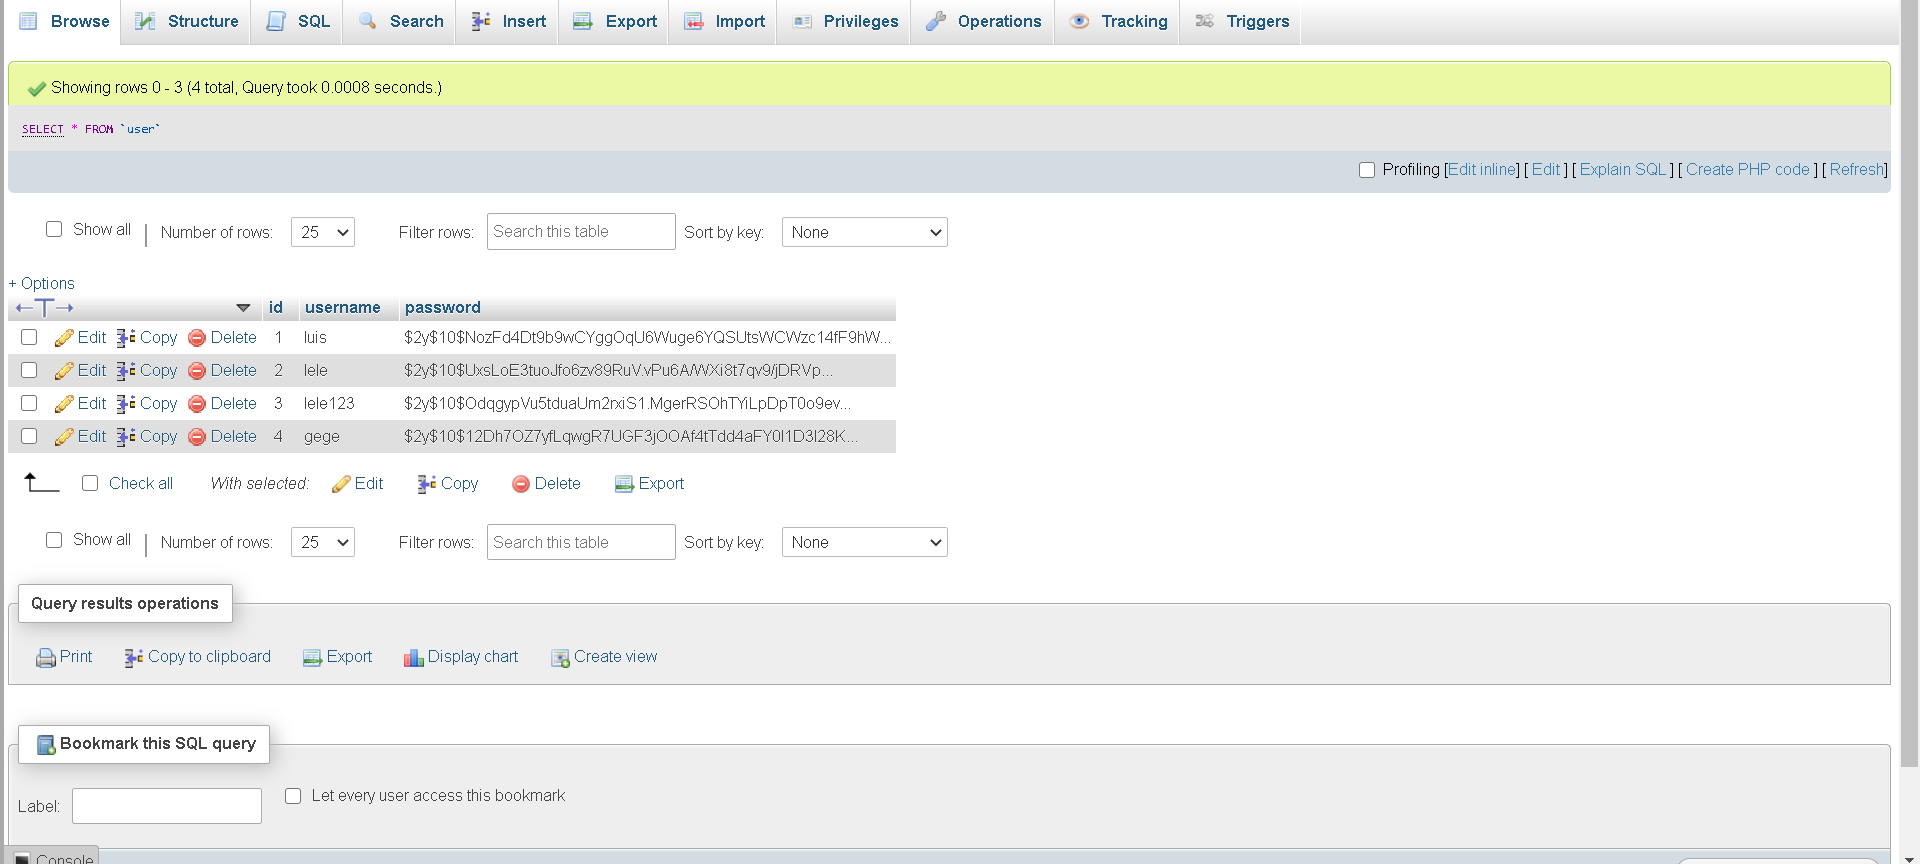 Browse Structure SQL Search Insert Export Import Privileges Operations Tracking Triggers
Showing rows 0 - 3 (4 total, Query took 0.0008 seconds.)
SELECT * FROM `user`
Profiling [Edit inline] [ Edit ] [ Explain SQL ] [ Create PHP code ] [ Refresh]
Show all | Number of rows: 25 Filter rows: Search this table Sort by key: None
+ Options
←T→ id username password
Edit Copy Delete 1 luis $2y$10$NozFd4Dt9b9wCYggOqU6Wuge6YQSUtsWCWzc14fF9hW...
Edit Copy Delete 2 lele $2y$10$UxsLoE3tuoJfo6zv89RuV.vPu6A/WXi8t7qv9/jDRVp...
Edit Copy Delete 3 lele123 $2y$10$OdqgypVu5tduaUm2rxiS1.MgerRSOhTYiLpDpT0o9ev...
Edit Copy Delete 4 gege $2y$10$12Dh7OZ7yfLqwgR7UGF3jOOAf4tTdd4aFY0I1D3I28K...
Check all With selected: Edit Copy Delete Export
Show all | Number of rows: 25 Filter rows: Search this table Sort by key: None
Query results operations
Print Copy to clipboard Export Display chart Create view
Bookmark this SQL query
Label: Let every user access this bookmark
Console